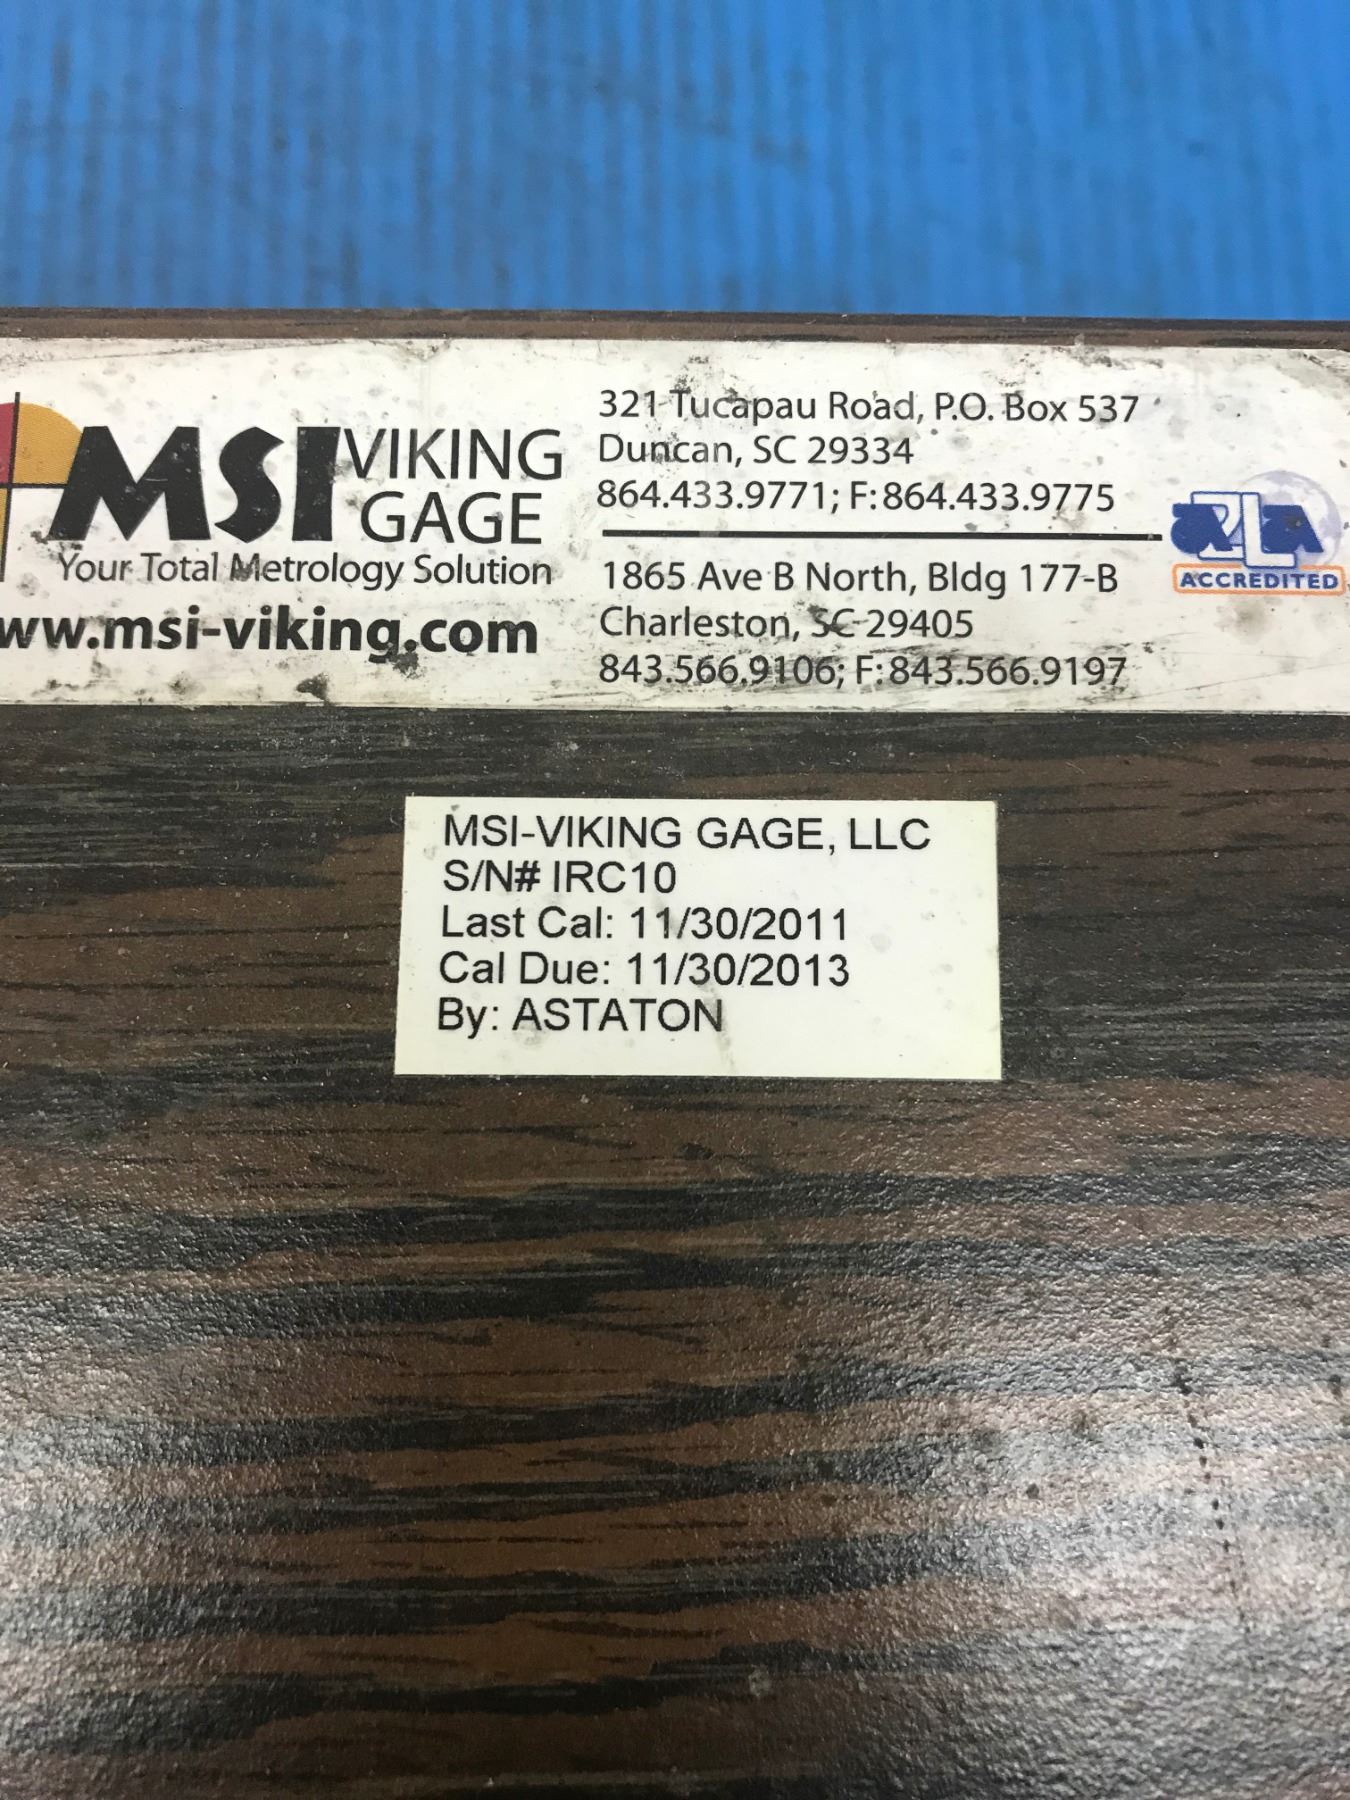 MSI VIKING
GAGE
Your Total Metrology Solution
www.msi-viking.com
321 Tucapau Road, P.O. Box 537
Duncan, SC 29334
864.433.9771; F: 864.433.9775
1865 Ave B North, Bldg 177-B
Charleston, SC 29405
843.566.9106; F: 843.566.9197
A2LA
ACCREDITED
MSI-VIKING GAGE, LLC
S/N# IRC10
Last Cal: 11/30/2011
Cal Due: 11/30/2013
By: ASTATON